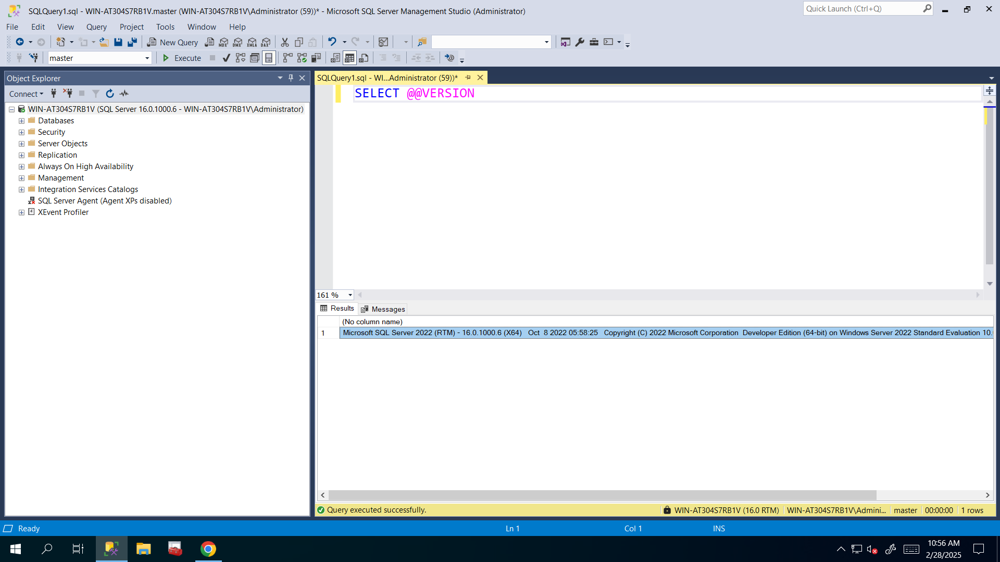 SQLQuery1.sql - WIN-AT304S7RB1V.master (WIN-AT304S7RB1V\Administrator (59))* - Microsoft SQL Server Management Studio (Administrator)
Quick Launch (Ctrl+Q)
File Edit View Query Project Tools Window Help
New Query MDX DMX XMLA DAX
master Execute
Object Explorer
Connect
WIN-AT304S7RB1V (SQL Server 16.0.1000.6 - WIN-AT304S7RB1V\Administrator)
Databases
Security
Server Objects
Replication
Always On High Availability
Management
Integration Services Catalogs
SQL Server Agent (Agent XPs disabled)
XEvent Profiler
SQLQuery1.sql - WI...Administrator (59))*
SELECT @@VERSION
161 %
Results Messages
(No column name)
1 Microsoft SQL Server 2022 (RTM) - 16.0.1000.6 (X64) Oct 8 2022 05:58:25 Copyright (C) 2022 Microsoft Corporation Developer Edition (64-bit) on Windows Server 2022 Standard Evaluation 10.
Query executed successfully. WIN-AT304S7RB1V (16.0 RTM) WIN-AT304S7RB1V\Admini... master 00:00:00 1 rows
Ready Ln 1 Col 1 INS
10:56 AM
2/28/2025